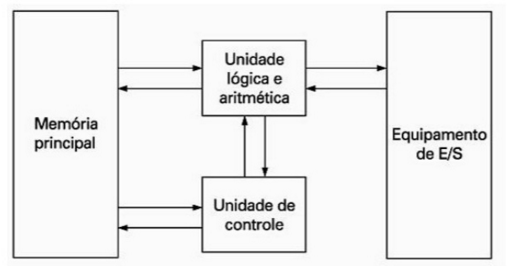 Memória
principal
Unidade
lógica e
aritmética
Unidade de
controle
Equipamento
de E/S